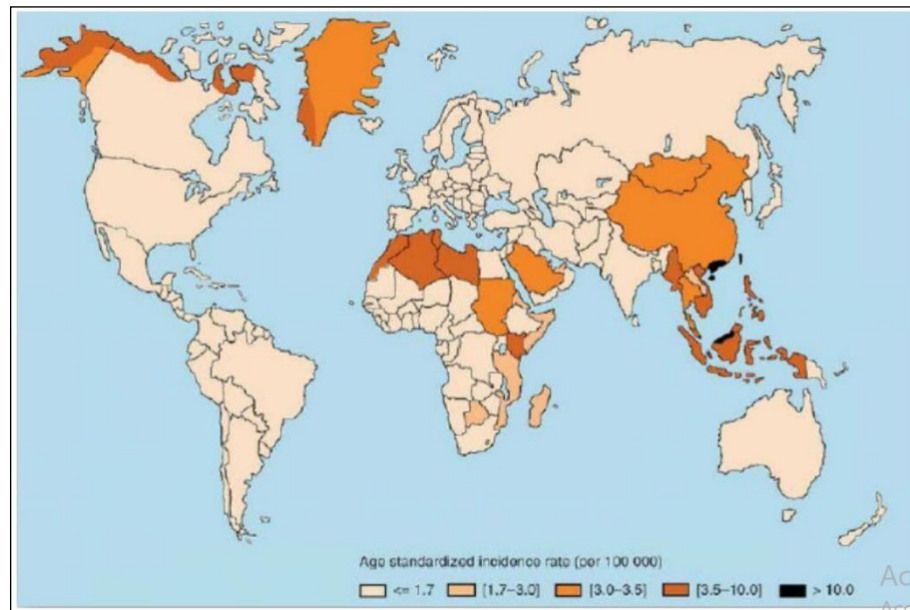 Age standardized incidence rate (per 100 000)
<= 1.7 [1.7–3.0] [3.0–3.5] [3.5–10.0] > 10.0
Ac